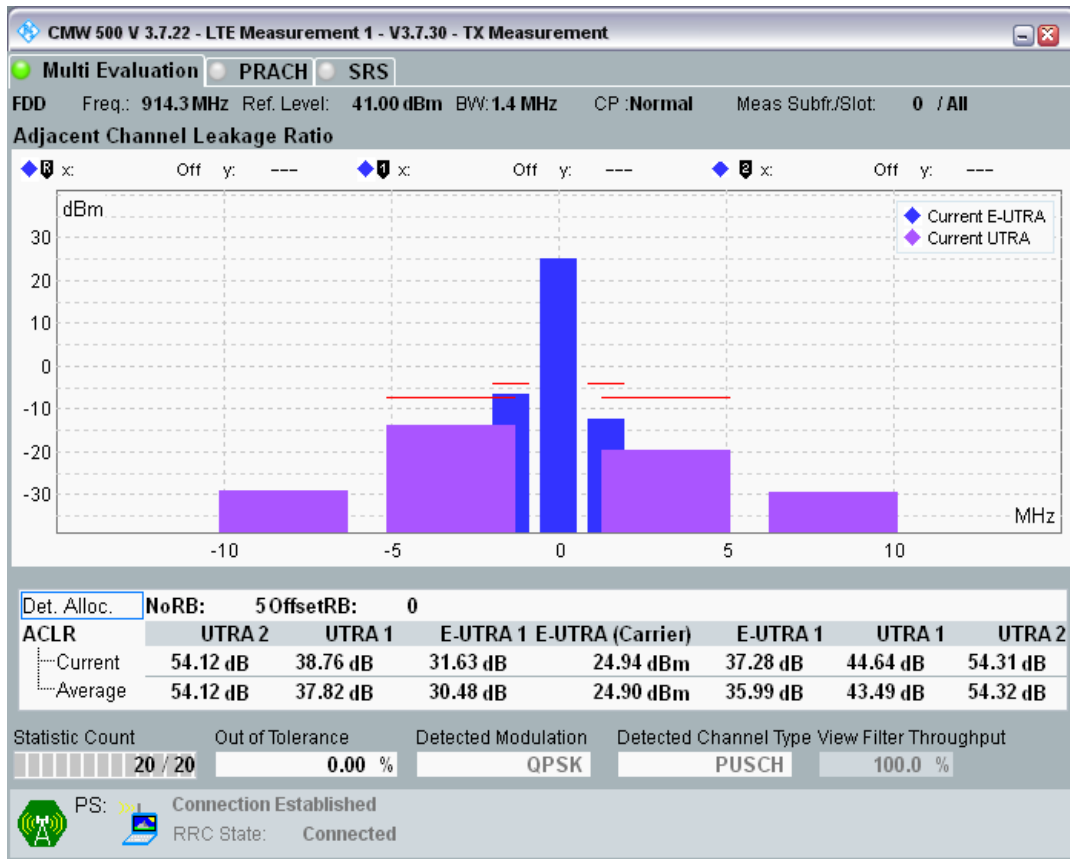 CMW 500 V 3.7.22 - LTE Measurement 1 - V3.7.30 - TX Measurement
Multi Evaluation PRACH SRS
FDD Freq.: 914.3 MHz Ref. Level: 41.00 dBm BW: 1.4 MHz CP :Normal Meas Subfr./Slot: 0 / All
Adjacent Channel Leakage Ratio
R x: Off y: --- 1 x: Off y: --- 2 x: Off y: ---
dBm
Current E-UTRA
Current UTRA
30
20
10
0
-10
-20
-30
MHz
-10 -5 0 5 10
Det. Alloc. NoRB: 5 OffsetRB: 0
ACLR UTRA 2 UTRA 1 E-UTRA 1 E-UTRA (Carrier) E-UTRA 1 UTRA 1 UTRA 2
Current 54.12 dB 38.76 dB 31.63 dB 24.94 dBm 37.28 dB 44.64 dB 54.31 dB
Average 54.12 dB 37.82 dB 30.48 dB 24.90 dBm 35.99 dB 43.49 dB 54.32 dB
Statistic Count Out of Tolerance Detected Modulation Detected Channel Type View Filter Throughput
20 / 20 0.00 % QPSK PUSCH 100.0 %
PS: Connection Established
RRC State: Connected